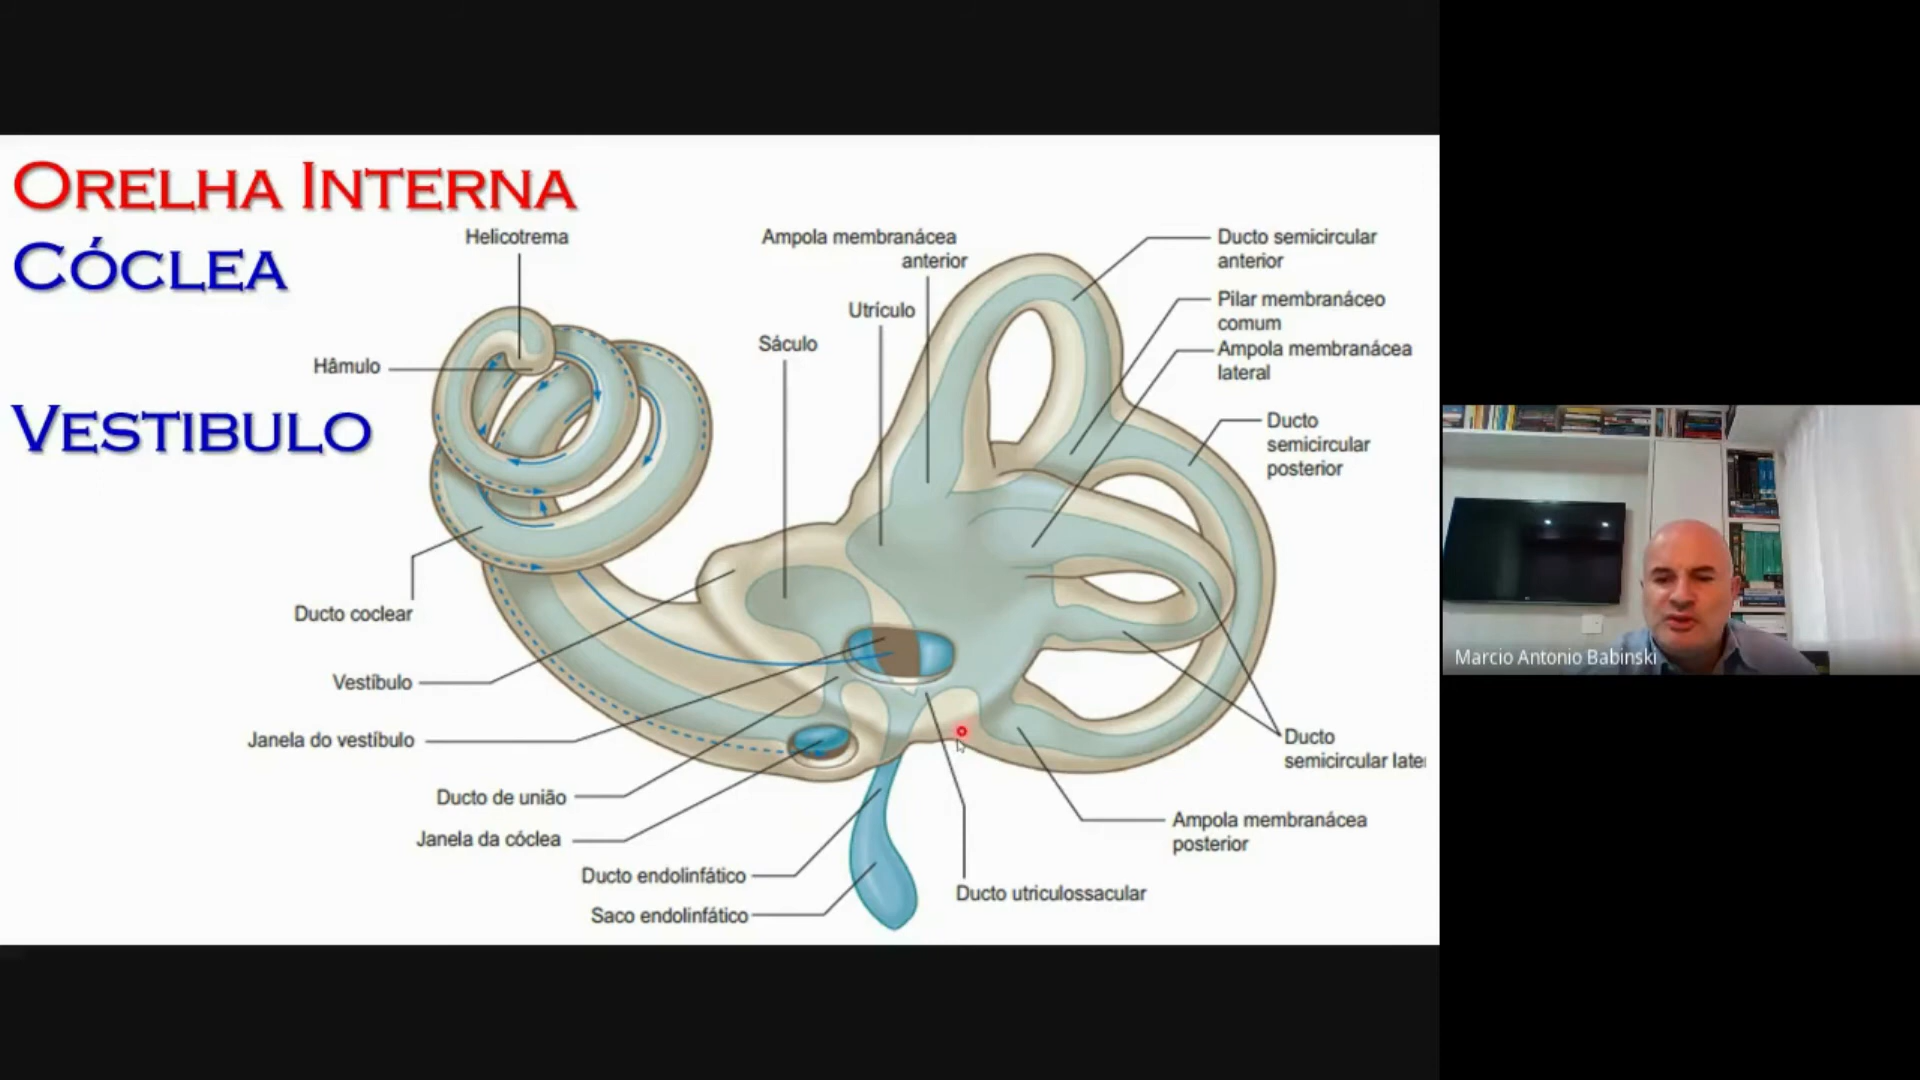 ORELHA INTERNA
CÓCLEA
VESTIBULO
Helicotrema
Ampola membranácea
anterior
Ducto semicircular
anterior
Utrículo
Pilar membranáceo
comum
Sáculo
Ampola membranácea
lateral
Hâmulo
Ducto
semicircular
posterior
Ducto coclear
Vestíbulo
Janela do vestíbulo
Ducto
semicircular late
Ducto de união
Janela da cóclea
Ampola membranácea
posterior
Ducto endolinfático
Ducto utriculossacular
Saco endolinfático
Marcio Antonio Babinski